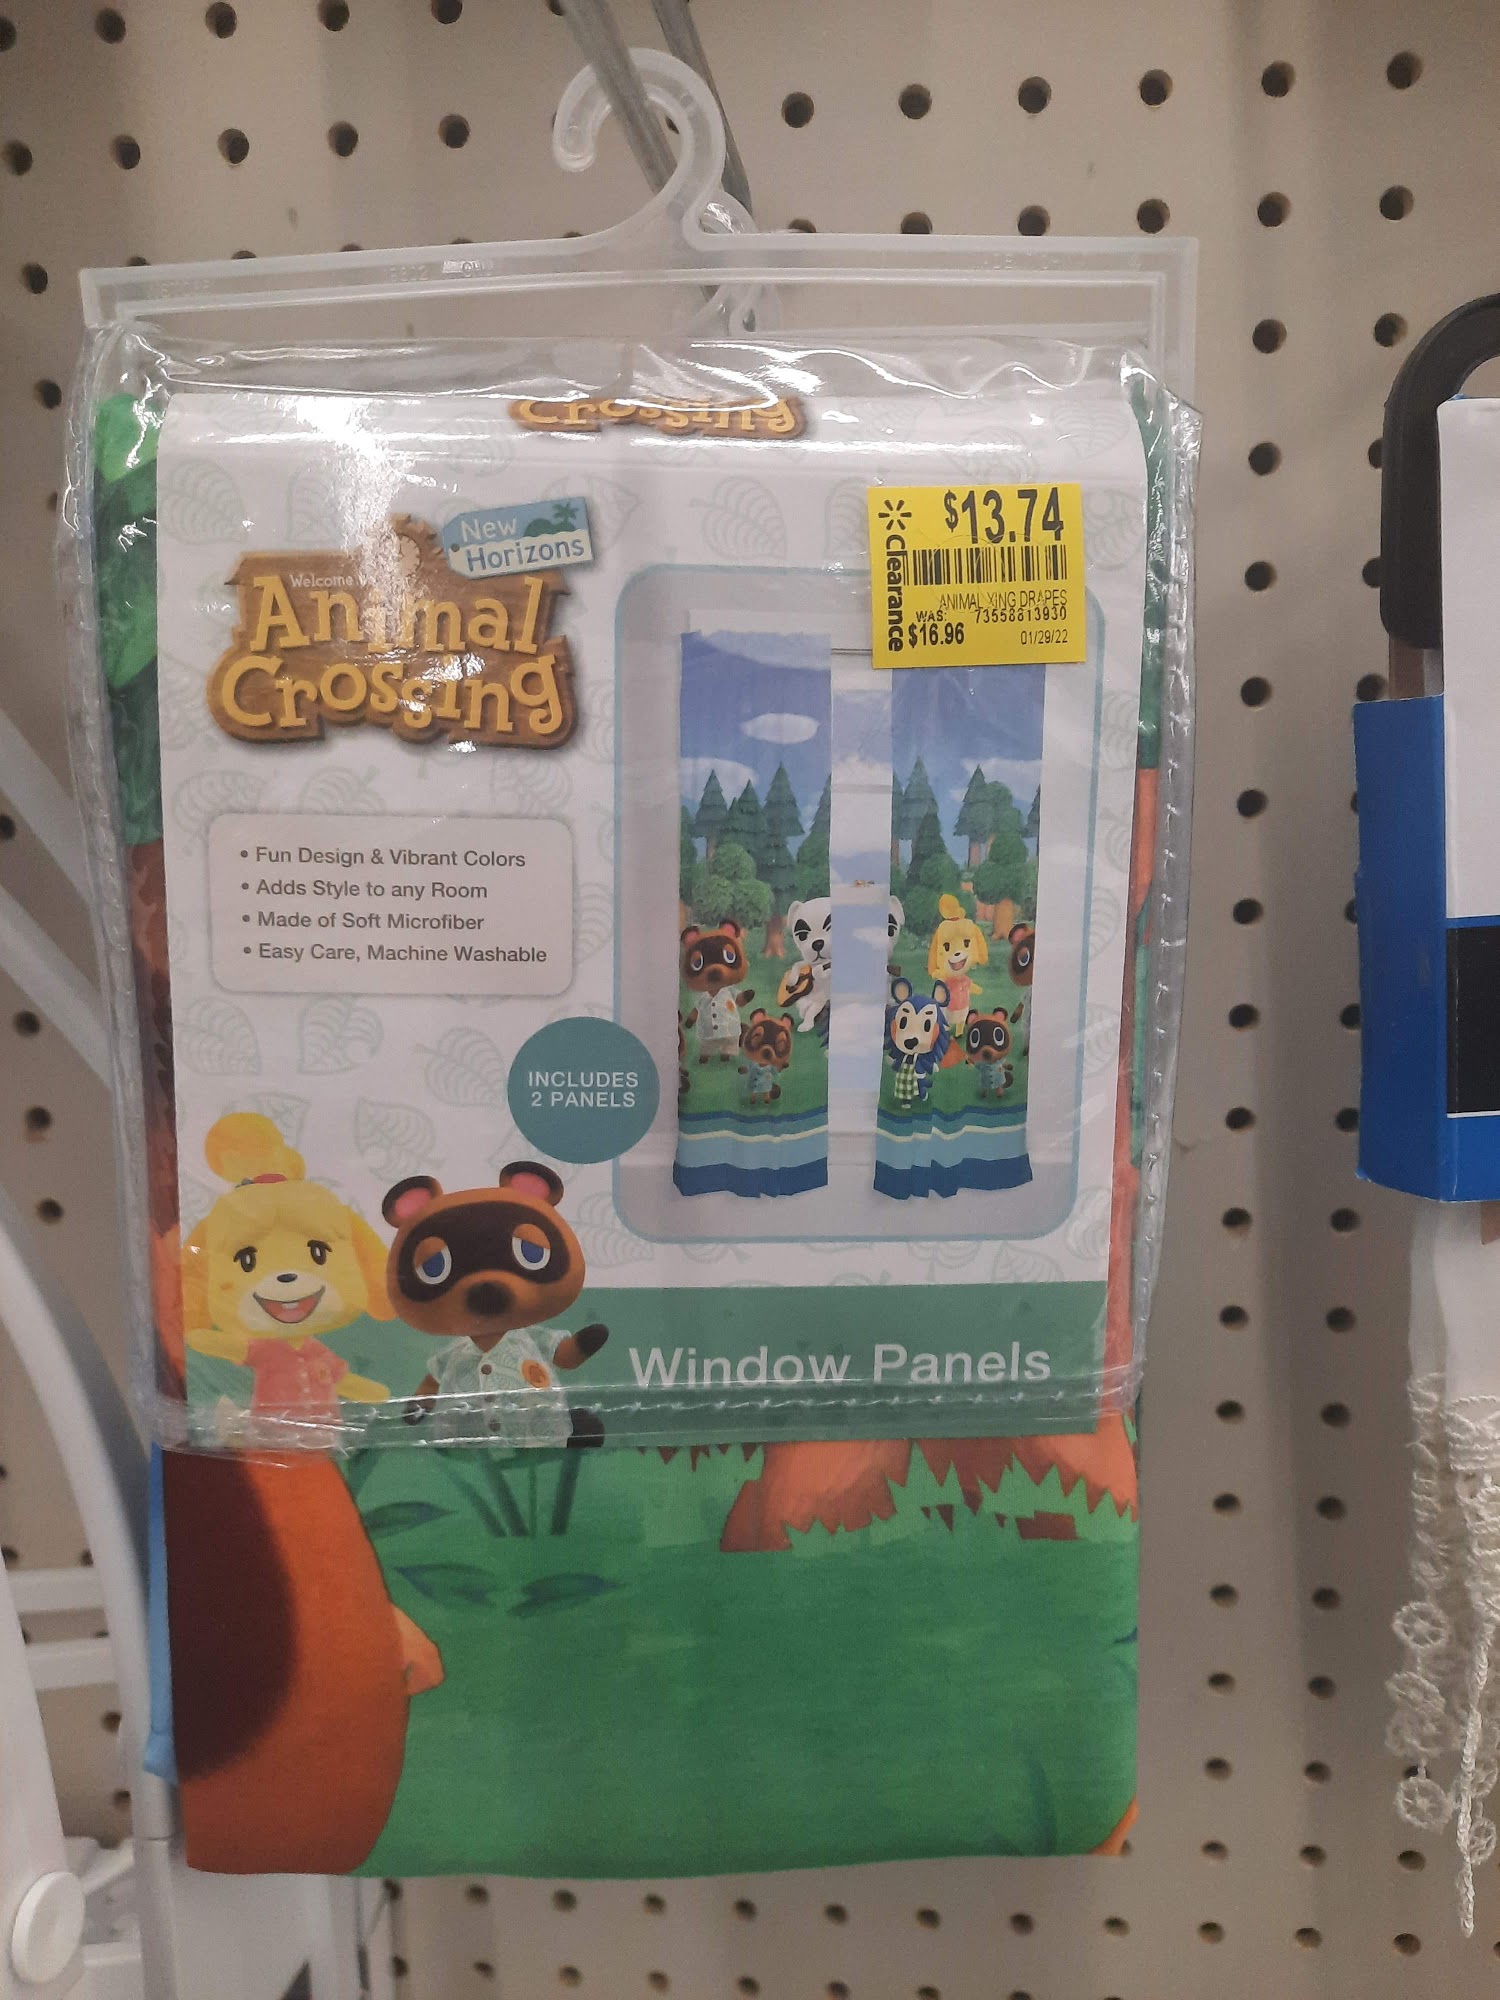 Crossing
New
Horizons
Welcome
Animal
Crossing
$13.74
Clearance
ANIMAL XING DRAPES
WAS: 73558813930
$16.96 01/29/22
• Fun Design & Vibrant Colors
• Adds Style to any Room
• Made of Soft Microfiber
• Easy Care, Machine Washable
INCLUDES
2 PANELS
Window Panels